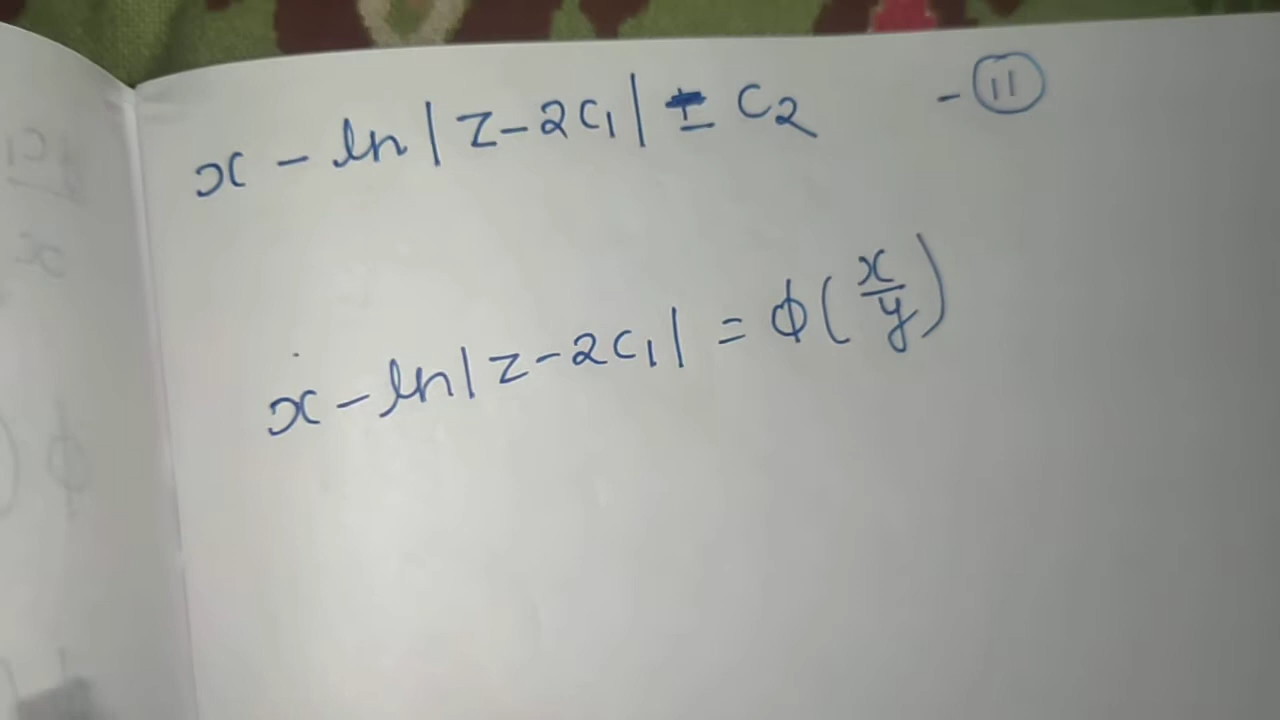 x - ln|z-2c₁| ± c₂ - ⑪
x - ln|z-2c₁| = ϕ(x/y)